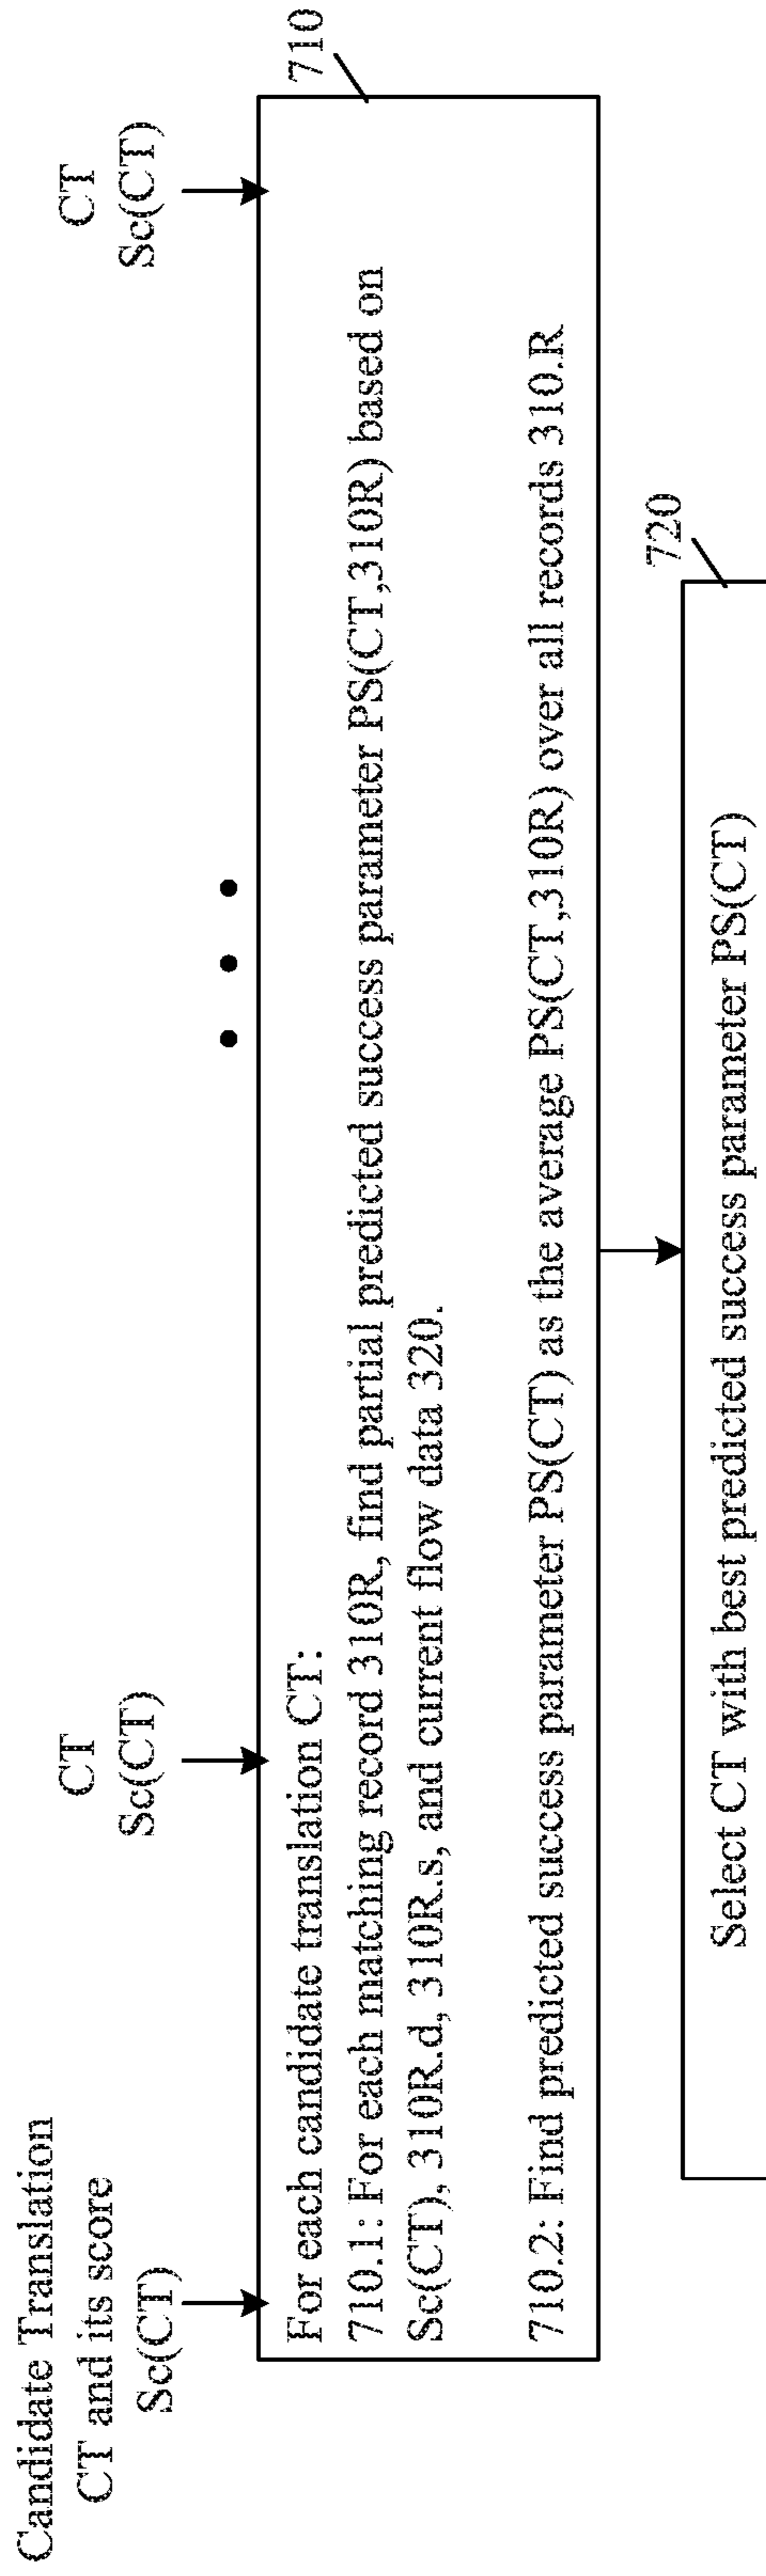 Candidate Translation
CT and its score
Sc(CT)
CT
Sc(CT)
CT
Sc(CT)
710
For each candidate translation CT:
710.1: For each matching record 310R, find partial predicted success parameter PS(CT,310R) based on
Sc(CT), 310R.d, 310R.s, and current flow data 320.
710.2: Find predicted success parameter PS(CT) as the average PS(CT,310R) over all records 310.R
720
Select CT with best predicted success parameter PS(CT)